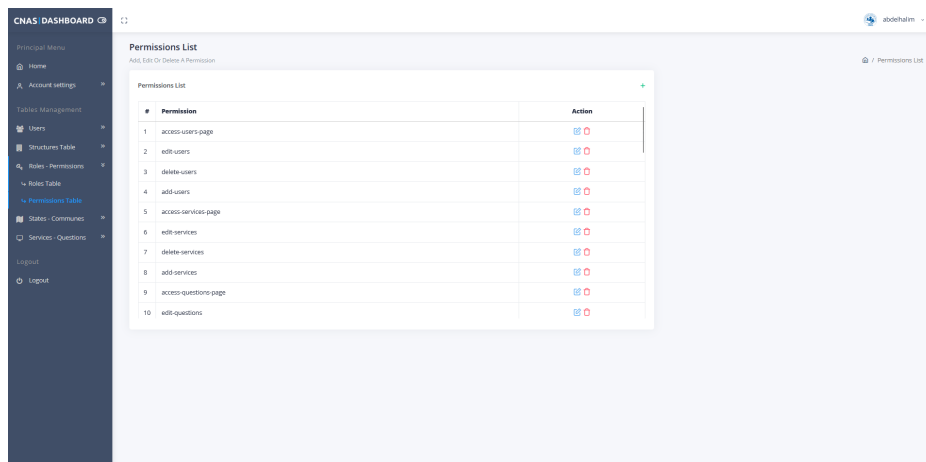 CNAS|DASHBOARD
abdelhalim
Principal Menu
Home
Account settings
Tables Management
Users
Structures Table
Roles - Permissions
Roles Table
Permissions Table
States - Communes
Services - Questions
Logout
Logout
Permissions List
Add, Edit Or Delete A Permission
/ Permissions List
Permissions List
+
# Permission Action
1 access-users-page
2 edit-users
3 delete-users
4 add-users
5 access-services-page
6 edit-services
7 delete-services
8 add-services
9 access-questions-page
10 edit-questions